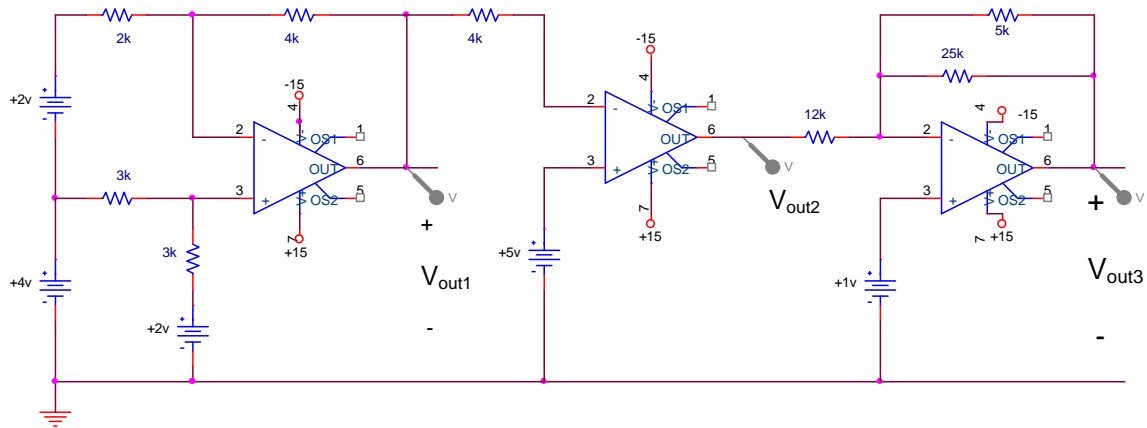 2k
4k
4k
5k
25k
-15
-15
4
4
4
-15
+2v
2
1
2
1
12k
2
1
- V- OS1
- V- OS1
- V- OS1
OUT 6
OUT 6
OUT 6
V
V
V
3k
3
5
3
5
3
5
+ V+ OS2
+ V+ OS2
+ V+ OS2
Vout2
7
+15
7
+15
7
+15
+
+
3k
+5v
+4v
Vout1
+1v
Vout3
+2v
-
-